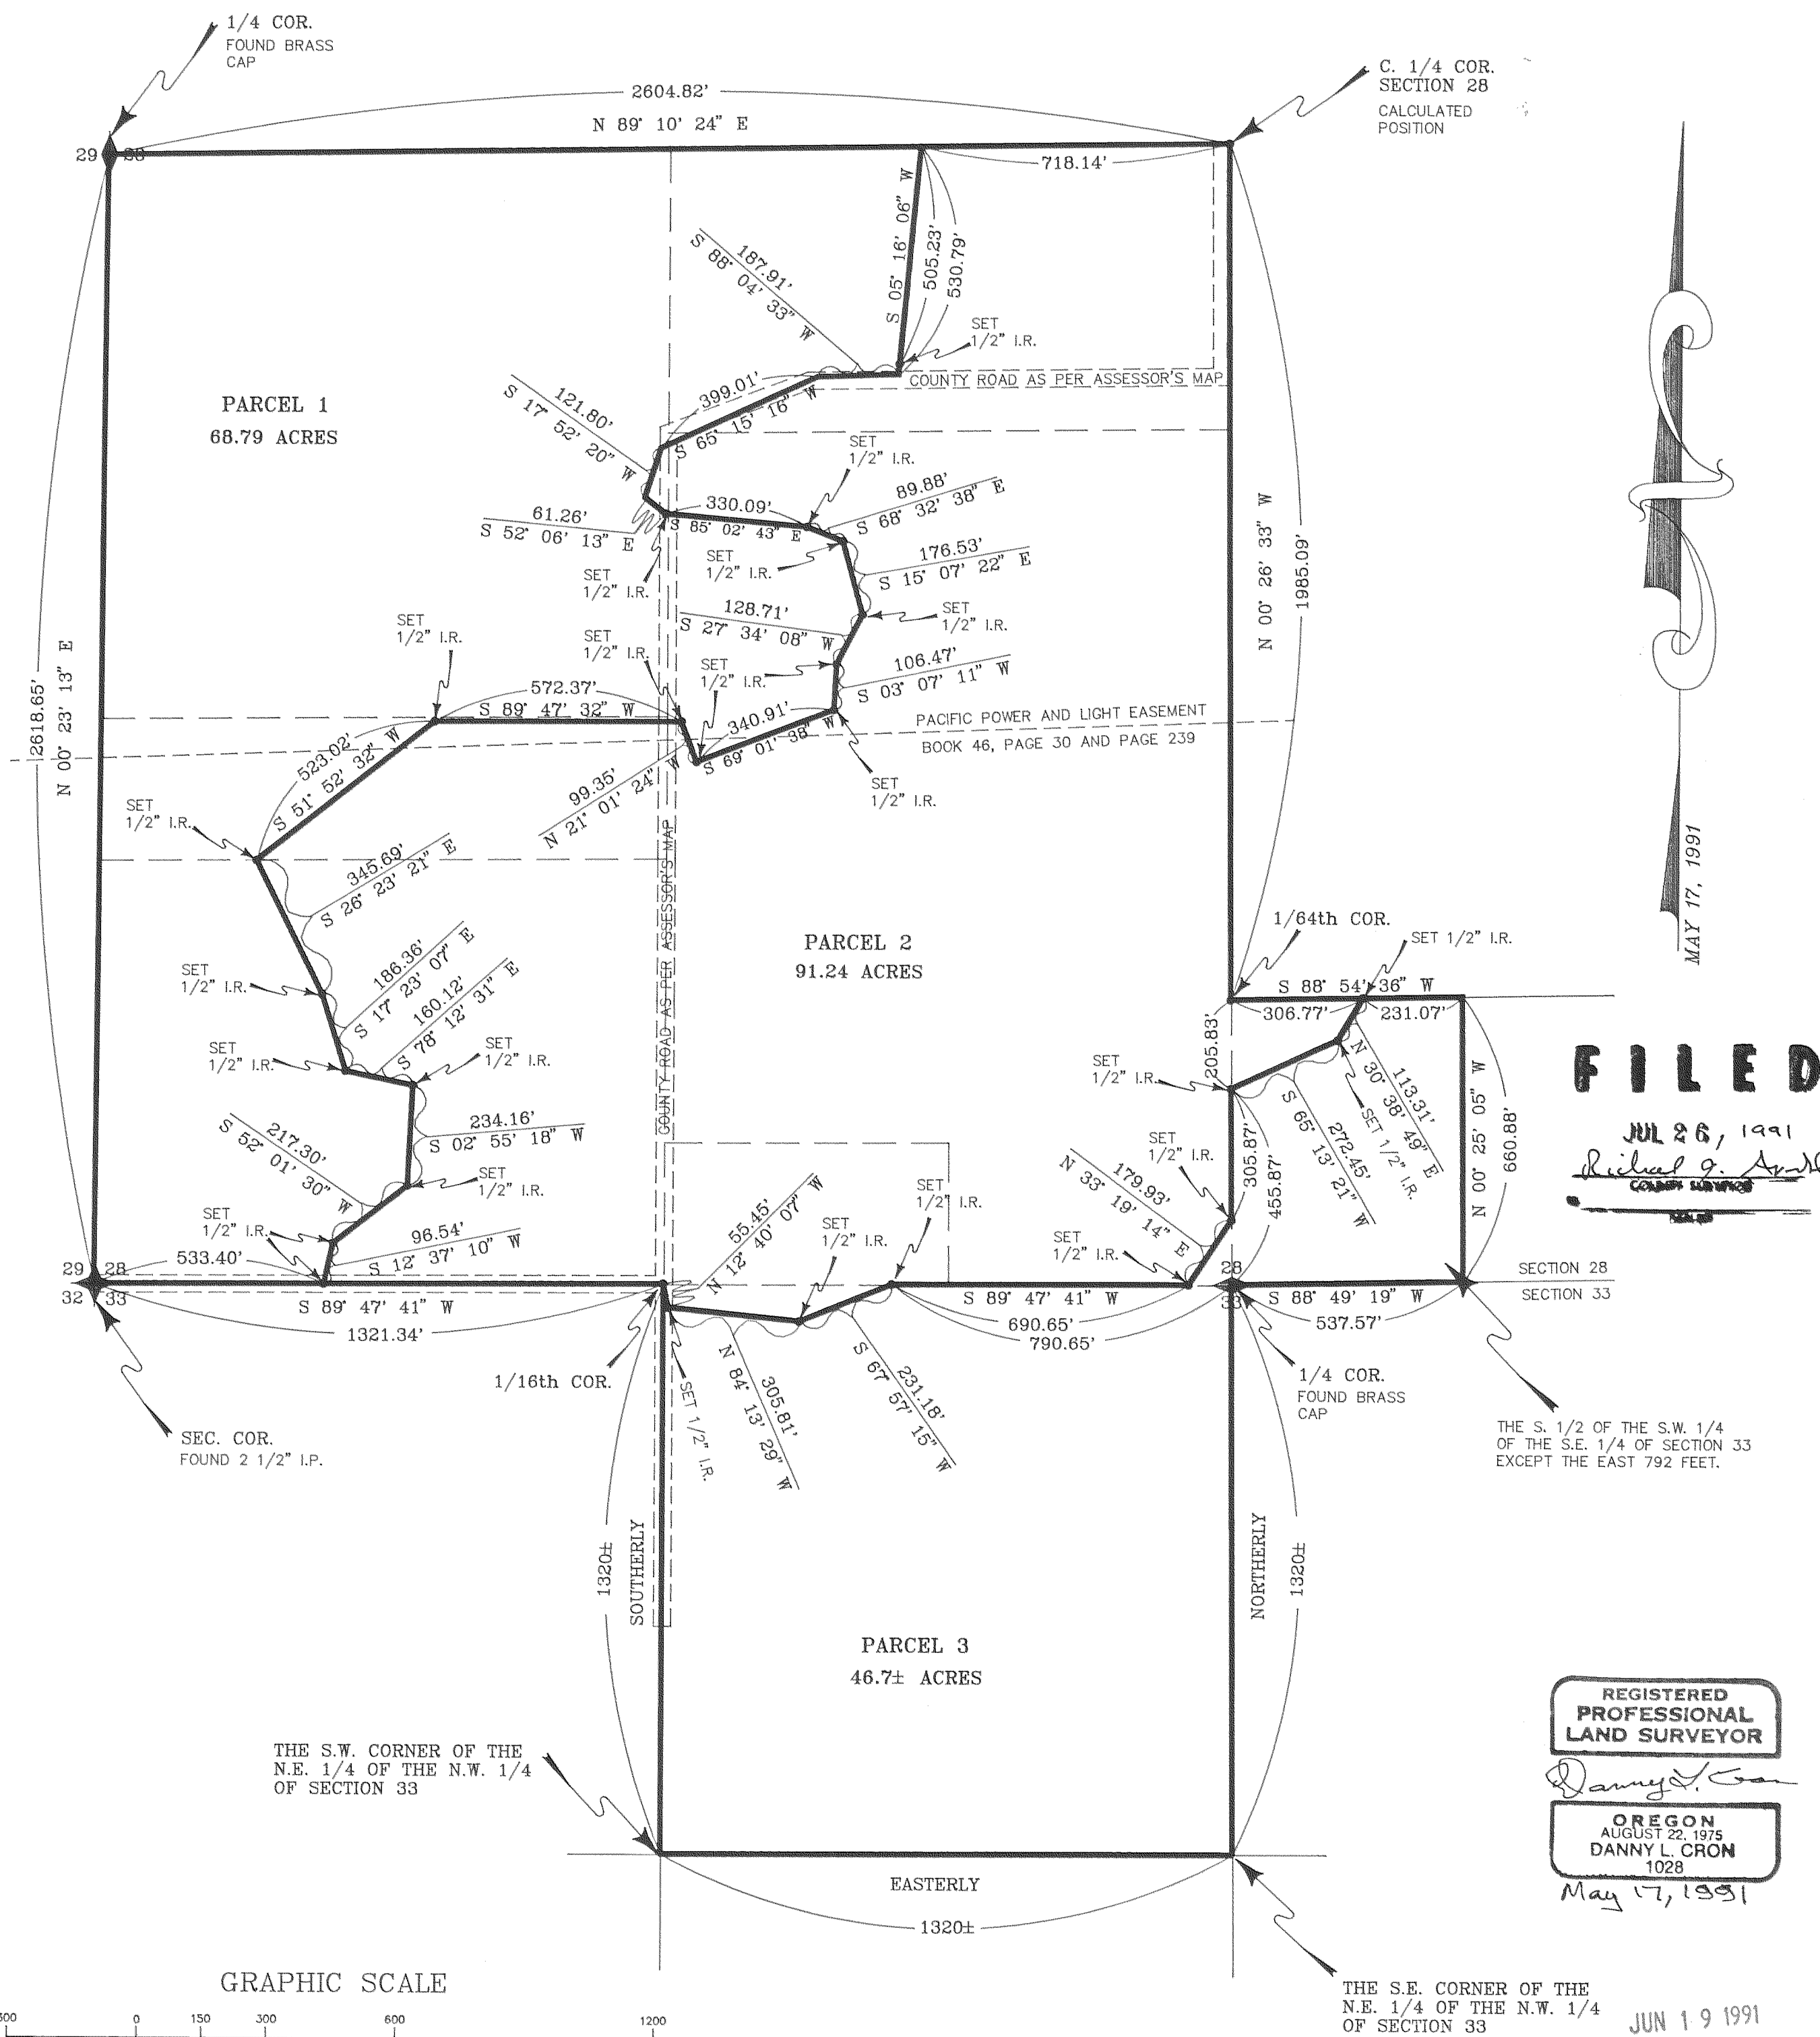 1/4 COR.
FOUND BRASS
CAP
C. 1/4 COR.
SECTION 28
CALCULATED
POSITION
2604.82'
N 89° 10' 24" E
29 28
718.14'
S 05° 16' 06" W
505.23'
530.79'
187.91'
S 88° 04' 33" W
SET
1/2" I.R.
COUNTY ROAD AS PER ASSESSOR'S MAP
399.01'
S 65° 15' 16" W
121.80'
S 17° 52' 20" W
PARCEL 1
68.79 ACRES
SET
1/2" I.R.
89.88'
S 68° 32' 38" E
330.09'
S 85° 02' 43" E
61.26'
S 52° 06' 13" E
SET
1/2" I.R.
SET
1/2" I.R.
176.53'
S 15° 07' 22" E
N 00° 26' 33" W
1985.09'
128.71'
S 27° 34' 08" W
SET
1/2" I.R.
SET
1/2" I.R.
SET
1/2" I.R.
SET
1/2" I.R.
106.47'
S 03° 07' 11" W
2618.65'
N 00° 23' 13" E
572.37'
S 89° 47' 32" W
340.91'
S 69° 01' 38" W
PACIFIC POWER AND LIGHT EASEMENT
BOOK 46, PAGE 30 AND PAGE 239
523.02'
S 51° 52' 32" W
99.35'
N 21° 01' 24" W
SET
1/2" I.R.
SET
1/2" I.R.
345.69'
S 26° 23' 21" E
COUNTY ROAD AS PER ASSESSOR'S MAP
MAY 17, 1991
PARCEL 2
91.24 ACRES
1/64th COR.
SET 1/2" I.R.
186.36'
S 17° 23' 07" E
SET
1/2" I.R.
160.12'
S 78° 12' 31" E
S 88° 54' 36" W
306.77'
231.07'
205.83'
SET
1/2" I.R.
SET
1/2" I.R.
SET
1/2" I.R.
113.31'
N 30° 38' 49" E
SET 1/2" I.R.
272.45'
S 65° 13' 21" W
N 00° 25' 05" W
660.88'
FILED
JUL 26, 1991
COUNTY SURVEYOR
234.16'
S 02° 55' 18" W
217.30'
S 52° 01' 30" W
SET
1/2" I.R.
SET
1/2" I.R.
305.87'
455.87'
179.93'
N 33° 19' 14" E
SET
1/2" I.R.
SET
1/2" I.R.
96.54'
S 12° 37' 10" W
533.40'
55.45'
N 12° 40' 07" W
SET
1/2" I.R.
SET
1/2" I.R.
29 28
32 33
S 89° 47' 41" W
1321.34'
S 89° 47' 41" W
690.65'
790.65'
28
33
S 88° 49' 19" W
537.57'
SECTION 28
SECTION 33
1/16th COR.
SET 1/2" I.R.
305.81'
N 84° 13' 29" W
231.18'
S 67° 57' 15" W
1/4 COR.
FOUND BRASS
CAP
SEC. COR.
FOUND 2 1/2" I.P.
THE S. 1/2 OF THE S.W. 1/4
OF THE S.E. 1/4 OF SECTION 33
EXCEPT THE EAST 792 FEET.
1320±
SOUTHERLY
NORTHERLY
1320±
PARCEL 3
46.7± ACRES
THE S.W. CORNER OF THE
N.E. 1/4 OF THE N.W. 1/4
OF SECTION 33
REGISTERED
PROFESSIONAL
LAND SURVEYOR
Danny L. Cron
OREGON
AUGUST 22, 1975
DANNY L. CRON
1028
May 17, 1991
EASTERLY
1320±
THE S.E. CORNER OF THE
N.E. 1/4 OF THE N.W. 1/4
OF SECTION 33
JUN 19 1991
GRAPHIC SCALE
0 150 300 600 1200